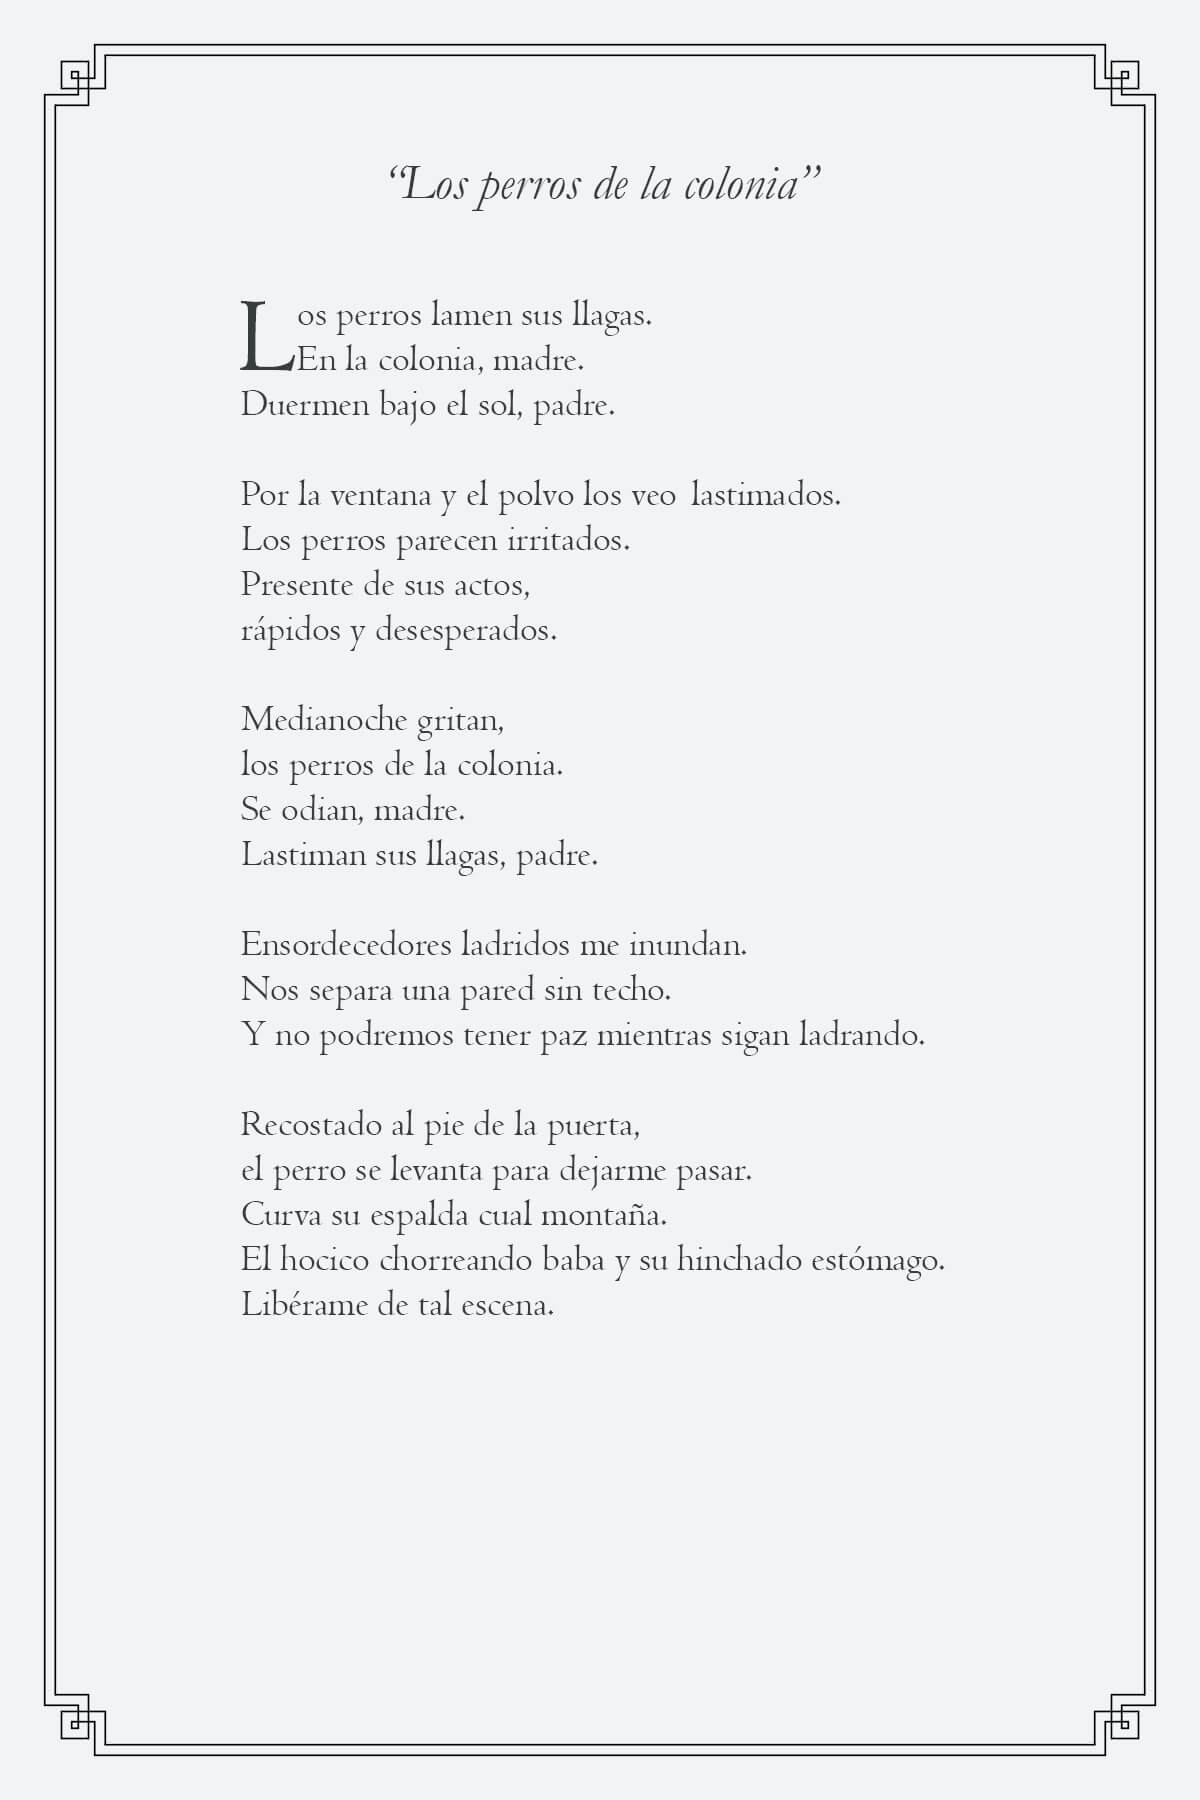 “Los perros de la colonia”
Los perros lamen sus llagas.
En la colonia, madre.
Duermen bajo el sol, padre.
Por la ventana y el polvo los veo lastimados.
Los perros parecen irritados.
Presente de sus actos,
rápidos y desesperados.
Medianoche gritan,
los perros de la colonia.
Se odian, madre.
Lastiman sus llagas, padre.
Ensordecedores ladridos me inundan.
Nos separa una pared sin techo.
Y no podremos tener paz mientras sigan ladrando.
Recostado al pie de la puerta,
el perro se levanta para dejarme pasar.
Curva su espalda cual montaña.
El hocico chorreando baba y su hinchado estómago.
Libérame de tal escena.